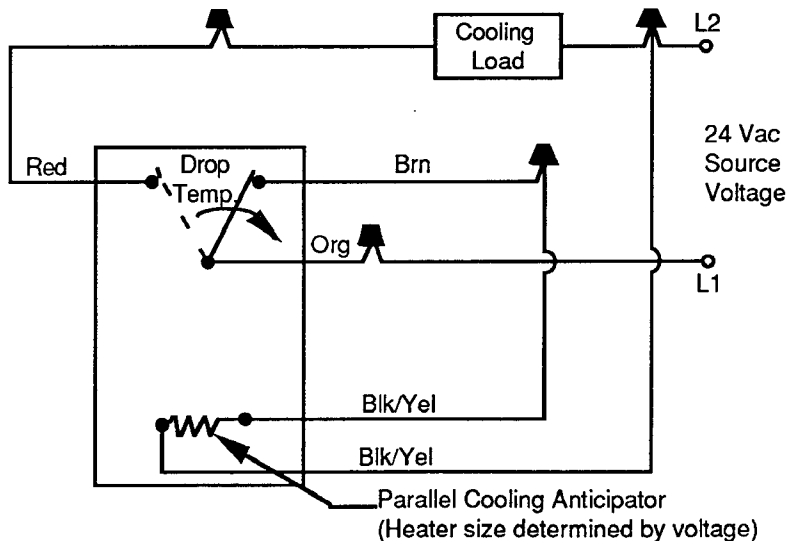 L2
Cooling
Load
24 Vac
Source
Voltage
Red
Drop
Temp.
Brn
Org
L1
Blk/Yel
Blk/Yel
Parallel Cooling Anticipator
(Heater size determined by voltage)